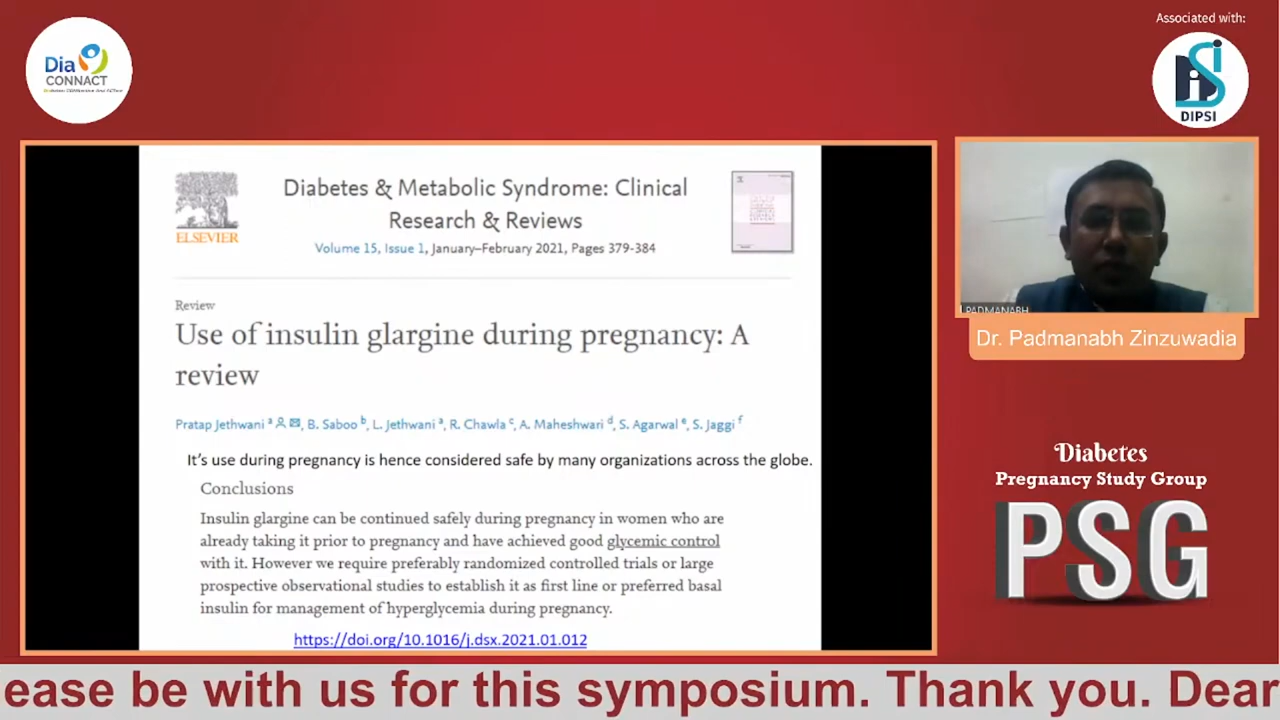 Associated with:
Dia
CONNACT
DIPSI
ELSEVIER
Diabetes & Metabolic Syndrome: Clinical
Research & Reviews
Volume 15, Issue 1, January–February 2021, Pages 379-384
Review
Use of insulin glargine during pregnancy: A
review
Pratap Jethwani a, B. Saboo b, L. Jethwani a, R. Chawla c, A. Maheshwari d, S. Agarwal e, S. Jaggi f
It's use during pregnancy is hence considered safe by many organizations across the globe.
Conclusions
Insulin glargine can be continued safely during pregnancy in women who are
already taking it prior to pregnancy and have achieved good glycemic control
with it. However we require preferably randomized controlled trials or large
prospective observational studies to establish it as first line or preferred basal
insulin for management of hyperglycemia during pregnancy.
https://doi.org/10.1016/j.dsx.2021.01.012
PADMANABH
Dr. Padmanabh Zinzuwadia
Diabetes
Pregnancy Study Group
PSG
ease be with us for this symposium. Thank you. Dear